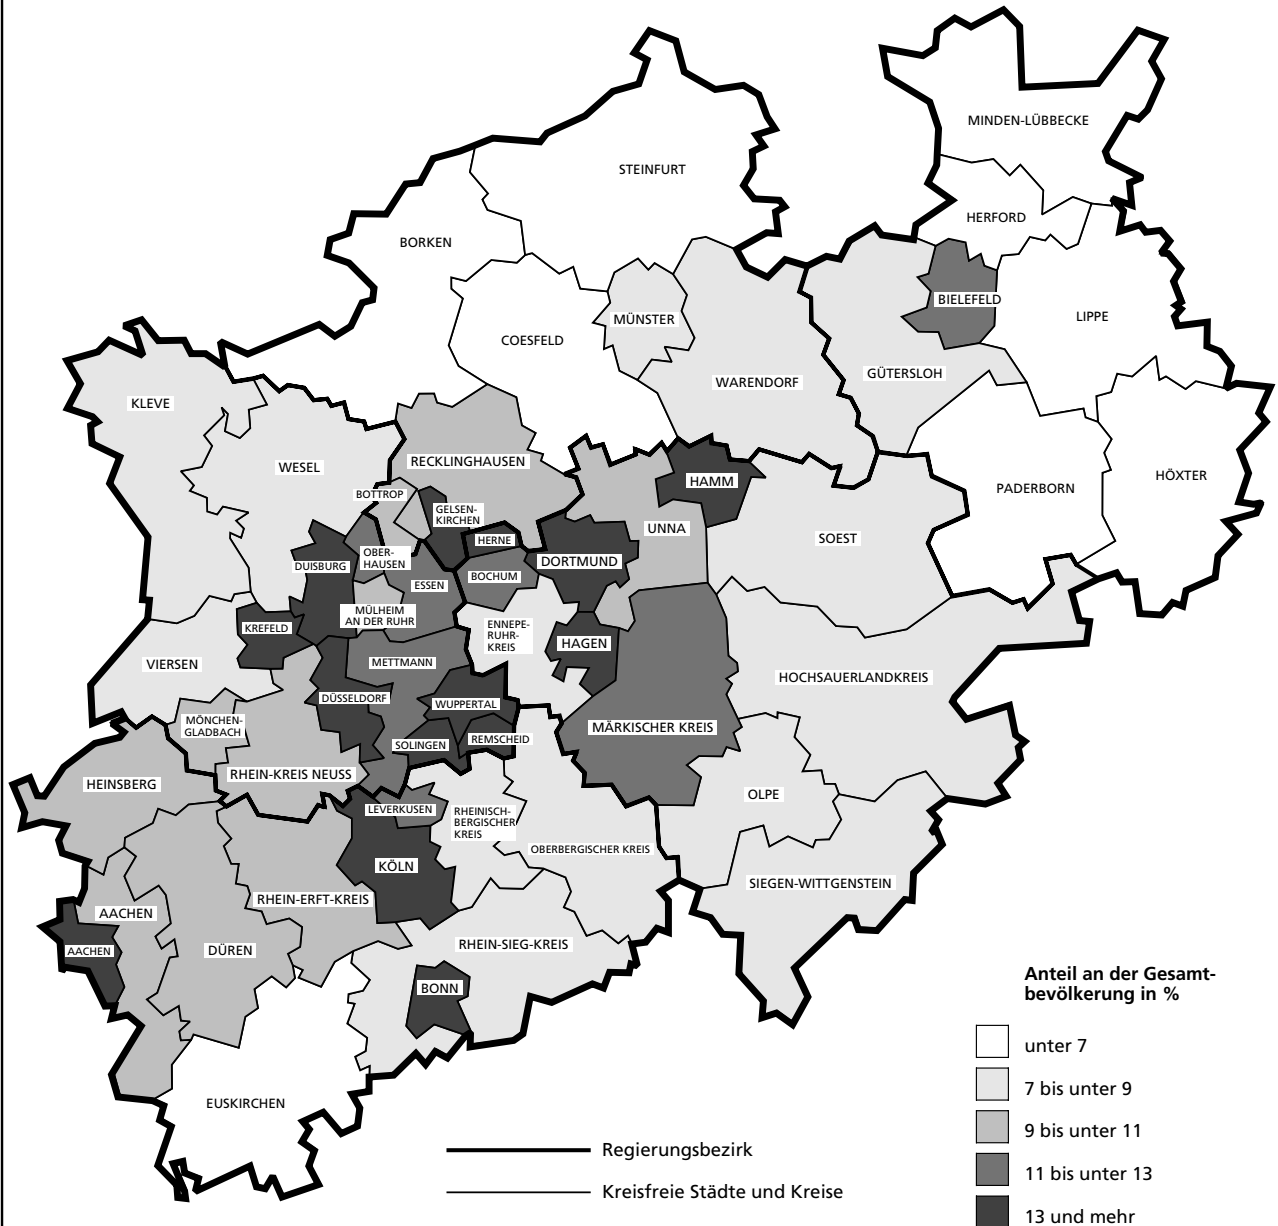 MINDEN-LÜBBECKE
STEINFURT
HERFORD
BORKEN
BIELEFELD
MÜNSTER
LIPPE
COESFELD
GÜTERSLOH
WARENDORF
KLEVE
RECKLINGHAUSEN
WESEL
HÖXTER
HAMM
PADERBORN
BOTTROP
GELSEN-
KIRCHEN
UNNA
SOEST
HERNE
OBER-
HAUSEN
DORTMUND
DUISBURG
BOCHUM
ESSEN
MÜLHEIM
AN DER RUHR
KREFELD
ENNEPE-
RUHR-
KREIS
HAGEN
VIERSEN
METTMANN
HOCHSAUERLANDKREIS
DÜSSELDORF
WUPPERTAL
MÖNCHEN-
GLADBACH
MÄRKISCHER KREIS
SOLINGEN
REMSCHEID
RHEIN-KREIS NEUSS
HEINSBERG
OLPE
LEVERKUSEN
RHEINISCH-
BERGISCHER
KREIS
OBERBERGISCHER KREIS
KÖLN
SIEGEN-WITTGENSTEIN
RHEIN-ERFT-KREIS
AACHEN
RHEIN-SIEG-KREIS
AACHEN
DÜREN
BONN
EUSKIRCHEN
Anteil an der Gesamt-
bevölkerung in %
unter 7
7 bis unter 9
9 bis unter 11
11 bis unter 13
13 und mehr
Regierungsbezirk
Kreisfreie Städte und Kreise